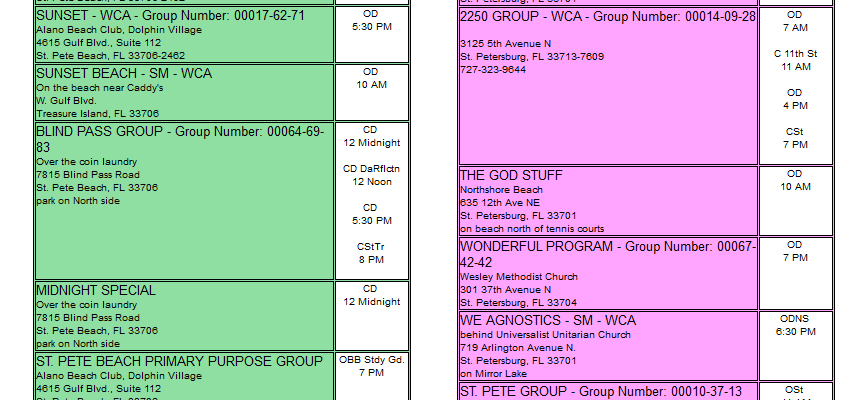 SUNSET - WCA - Group Number: 00017-62-71
Alano Beach Club, Dolphin Village
4615 Gulf Blvd., Suite 112
St. Pete Beach, FL 33706-2462
OD
5:30 PM
SUNSET BEACH - SM - WCA
On the beach near Caddy's
W. Gulf Blvd.
Treasure Island, FL 33706
OD
10 AM
BLIND PASS GROUP - Group Number: 00064-69-
83
Over the coin laundry
7815 Blind Pass Road
St. Pete Beach, FL 33706
park on North side
CD
12 Midnight
CD DaRflctn
12 Noon
CD
5:30 PM
CStTr
8 PM
MIDNIGHT SPECIAL
Over the coin laundry
7815 Blind Pass Road
St. Pete Beach, FL 33706
park on North side
CD
12 Midnight
ST. PETE BEACH PRIMARY PURPOSE GROUP
Alano Beach Club, Dolphin Village
4615 Gulf Blvd., Suite 112
OBB Stdy Gd.
7 PM
2250 GROUP - WCA - Group Number: 00014-09-28
3125 5th Avenue N
St. Petersburg, FL 33713-7609
727-323-9644
OD
7 AM
C 11th St
11 AM
OD
4 PM
CSt
7 PM
THE GOD STUFF
Northshore Beach
635 12th Ave NE
St. Petersburg, FL 33701
on beach north of tennis courts
OD
10 AM
WONDERFUL PROGRAM - Group Number: 00067-
42-42
Wesley Methodist Church
301 37th Avenue N
St. Petersburg, FL 33704
OD
7 PM
WE AGNOSTICS - SM - WCA
behind Universalist Unitarian Church
719 Arlington Avenue N.
St. Petersburg, FL 33701
on Mirror Lake
ODNS
6:30 PM
ST. PETE GROUP - Group Number: 00010-37-13
OSt